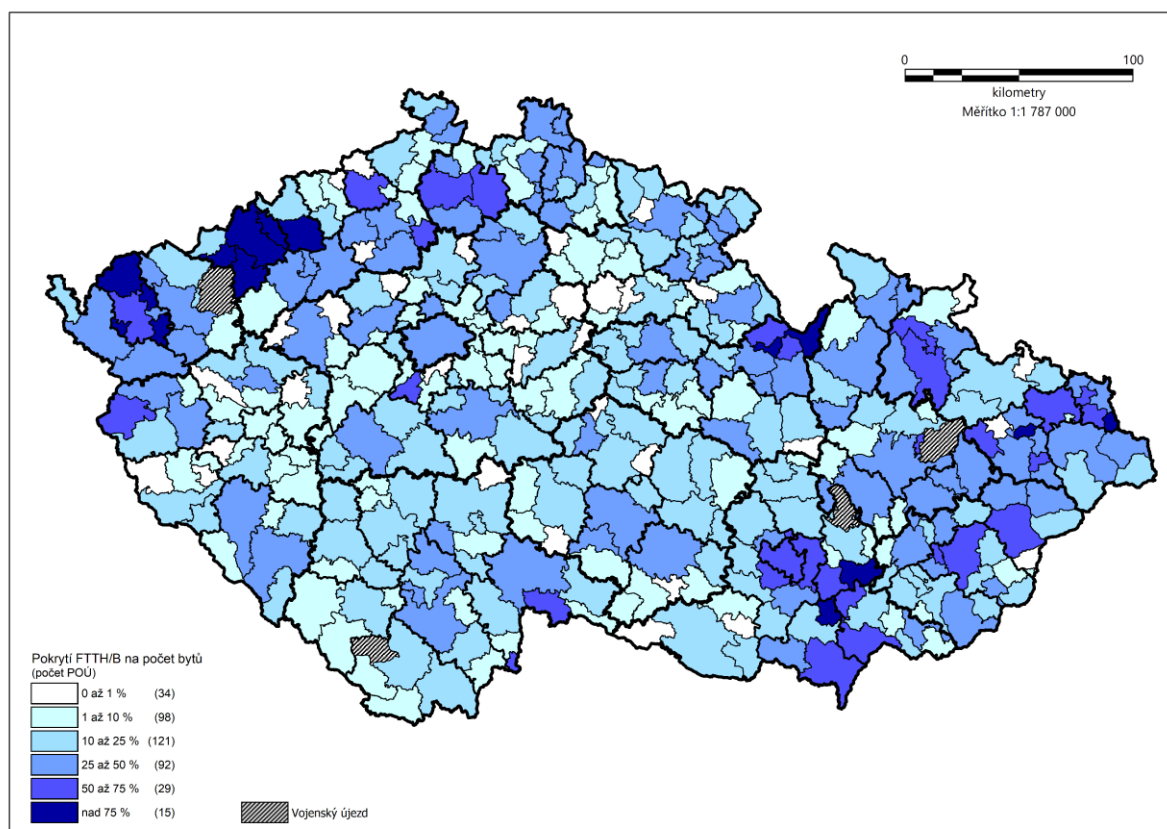 0 100
kilometry
Měřítko 1:1 787 000
Pokrytí FTTH/B na počet bytů
(počet POÚ)
0 až 1 % (34)
1 až 10 % (98)
10 až 25 % (121)
25 až 50 % (92)
50 až 75 % (29)
nad 75 % (15)
Vojenský újezd